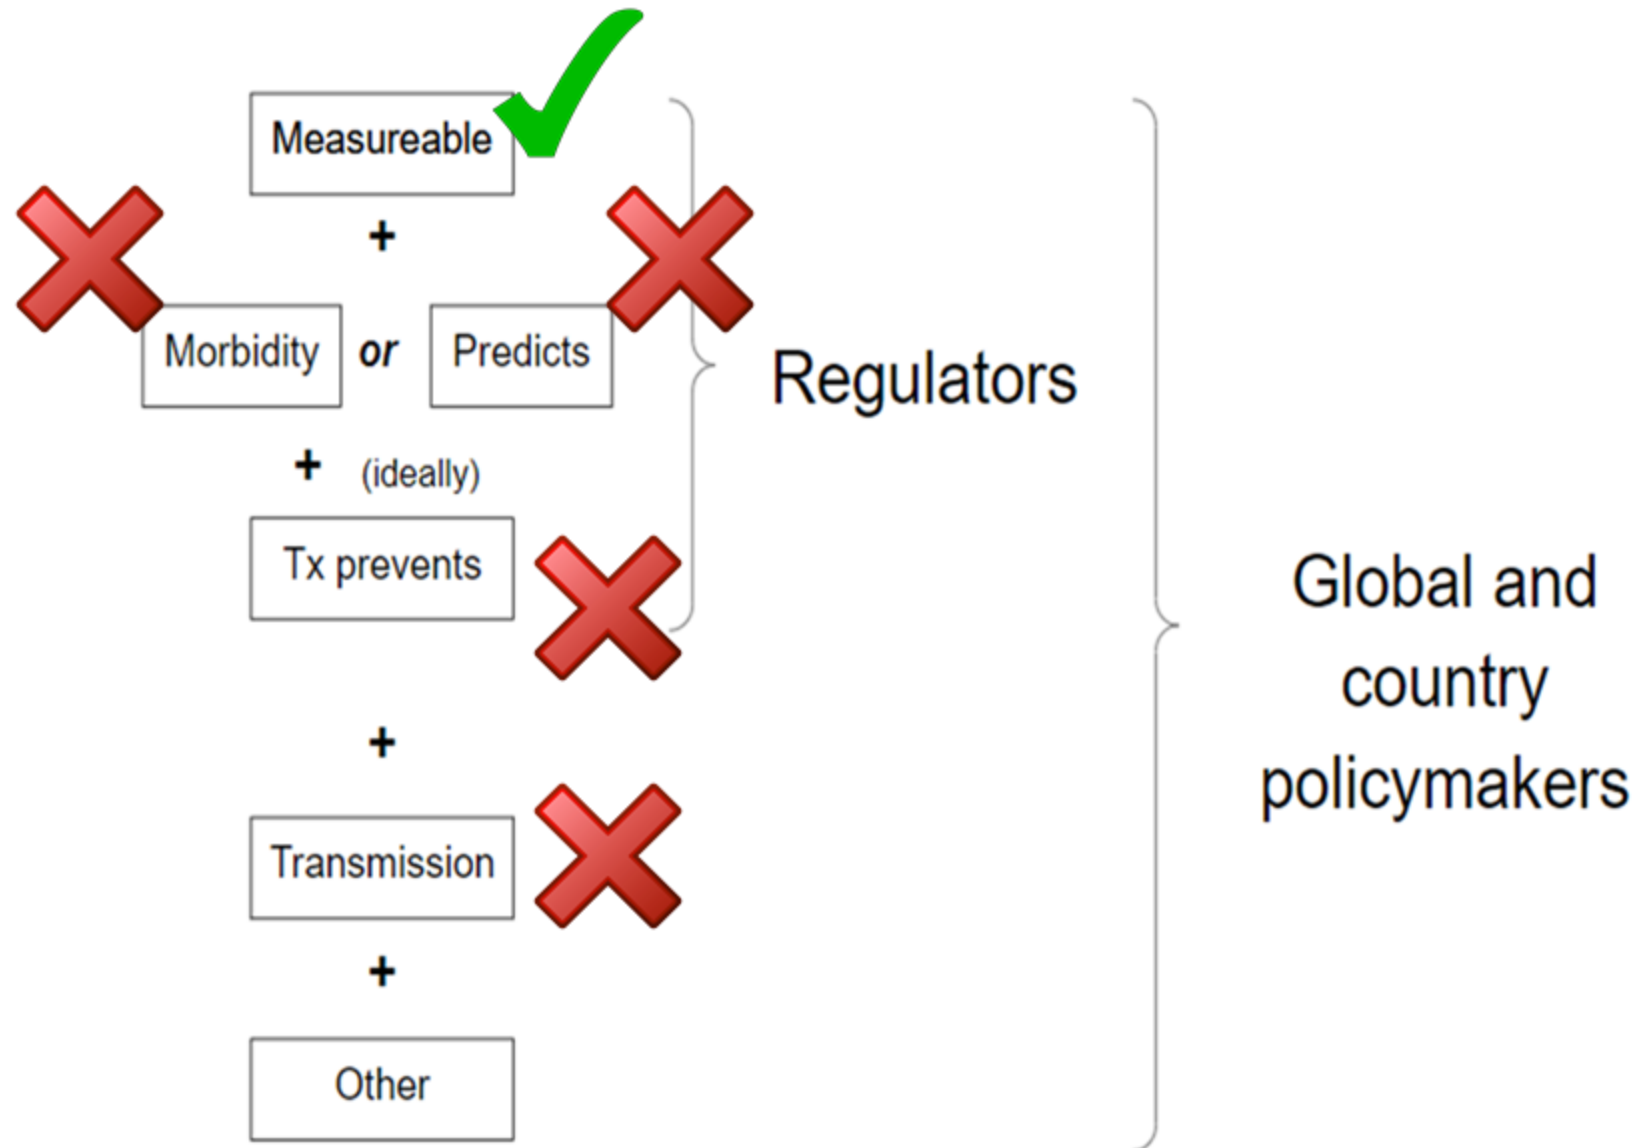 Measureable
+
Morbidity or Predicts
+ (ideally)
Tx prevents
+
Transmission
+
Other
Regulators
Global and
country
policymakers